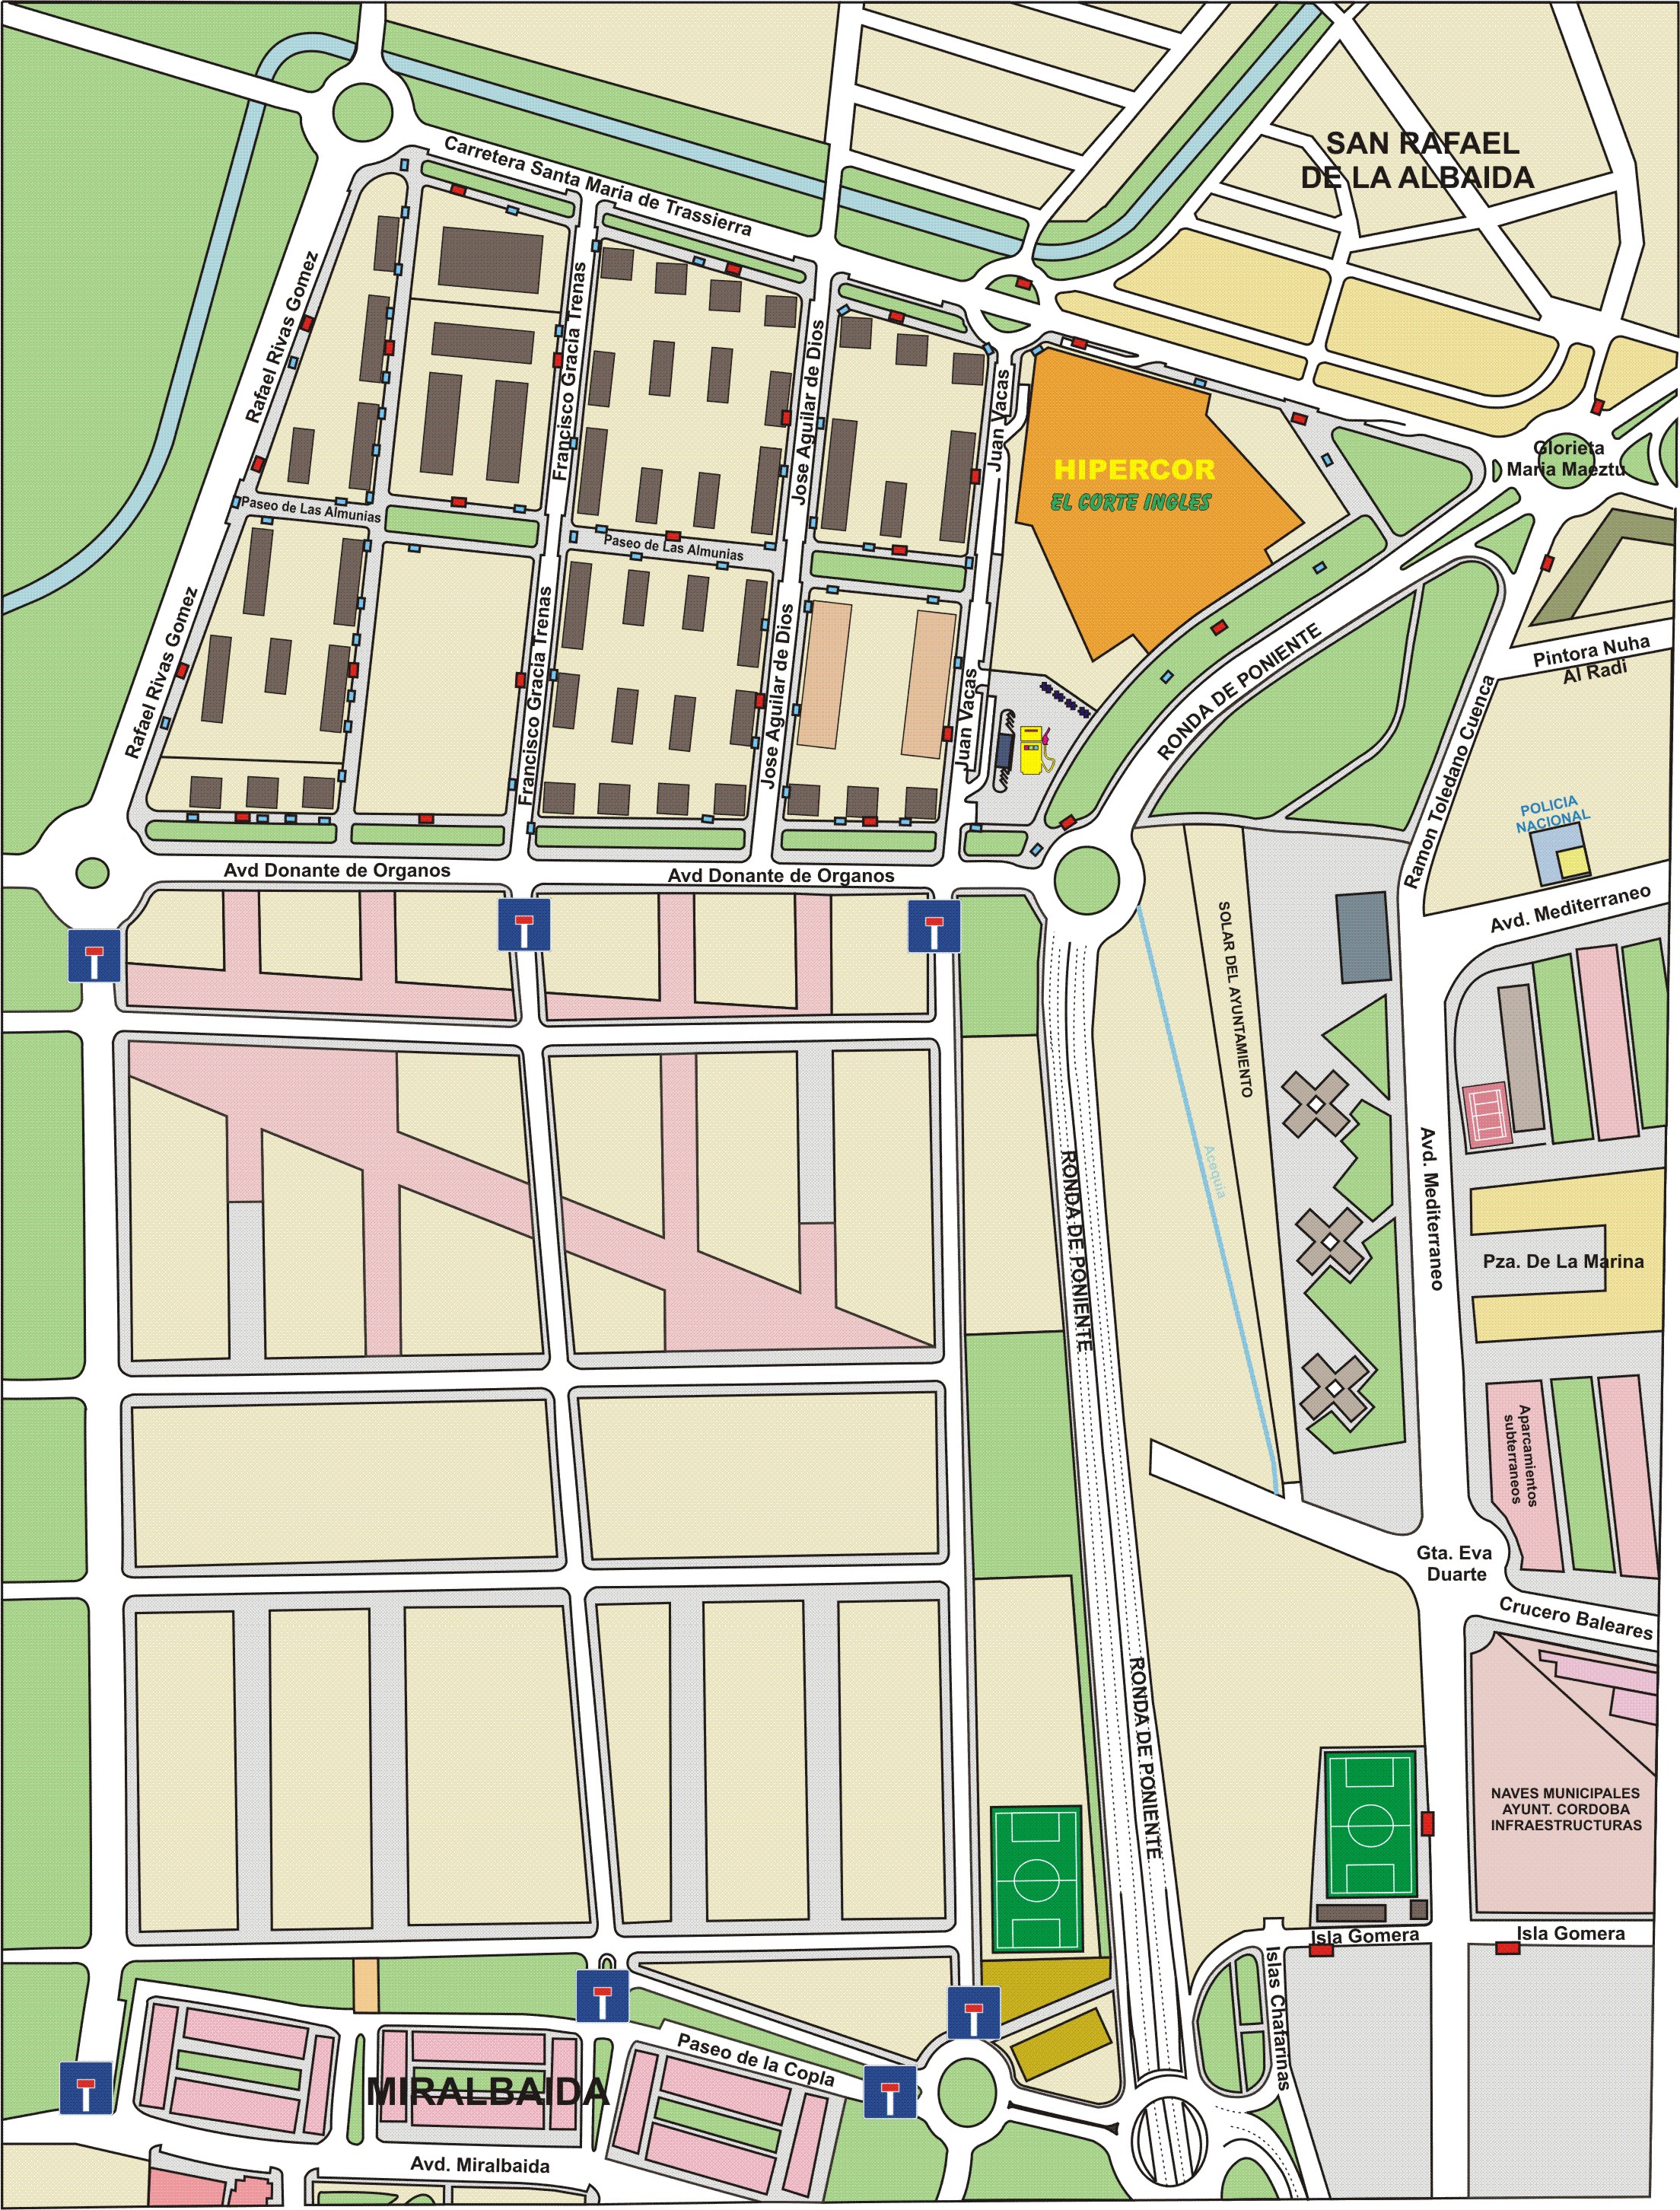 Carretera Santa Maria de Trassierra
SAN RAFAEL
DE LA ALBAIDA
Rafael Rivas Gomez
Francisco Gracia Trenas
Jose Aguilar de Dios
Juan Vacas
HIPERCOR
EL CORTE INGLES
Glorieta
Maria Maeztu
Paseo de Las Almunias
Paseo de Las Almunias
Rafael Rivas Gomez
Francisco Gracia Trenas
Jose Aguilar de Dios
Juan Vacas
RONDA DE PONIENTE
Pintora Nuha
Al Radi
Ramon Toledano Cuenca
POLICIA
NACIONAL
Avd Donante de Organos
Avd Donante de Organos
Avd. Mediterraneo
SOLAR DEL AYUNTAMIENTO
Acequia
RONDA DE PONIENTE
Avd. Mediterraneo
Pza. De La Marina
Aparcamientos
subterraneos
Gta. Eva
Duarte
Crucero Baleares
RONDA DE PONIENTE
NAVES MUNICIPALES
AYUNT. CORDOBA
INFRAESTRUCTURAS
Isla Gomera
Isla Gomera
Islas Chafarinas
Paseo de la Copla
MIRALBAIDA
Avd. Miralbaida